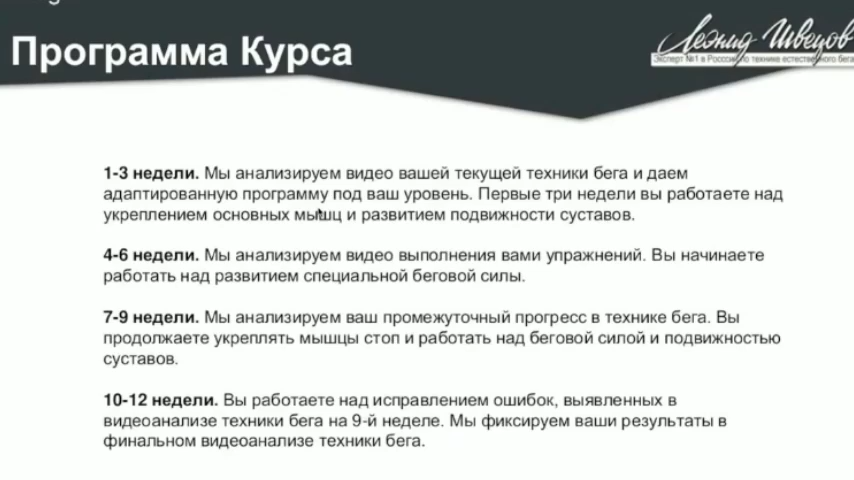 Программа Курса
Леонид Швецов
Эксперт №1 в России по технике естественного бега
1-3 недели. Мы анализируем видео вашей текущей техники бега и даем
адаптированную программу под ваш уровень. Первые три недели вы работаете над
укреплением основных мышц и развитием подвижности суставов.
4-6 недели. Мы анализируем видео выполнения вами упражнений. Вы начинаете
работать над развитием специальной беговой силы.
7-9 недели. Мы анализируем ваш промежуточный прогресс в технике бега. Вы
продолжаете укреплять мышцы стоп и работать над беговой силой и подвижностью
суставов.
10-12 недели. Вы работаете над исправлением ошибок, выявленных в
видеоанализе техники бега на 9-й неделе. Мы фиксируем ваши результаты в
финальном видеоанализе техники бега.